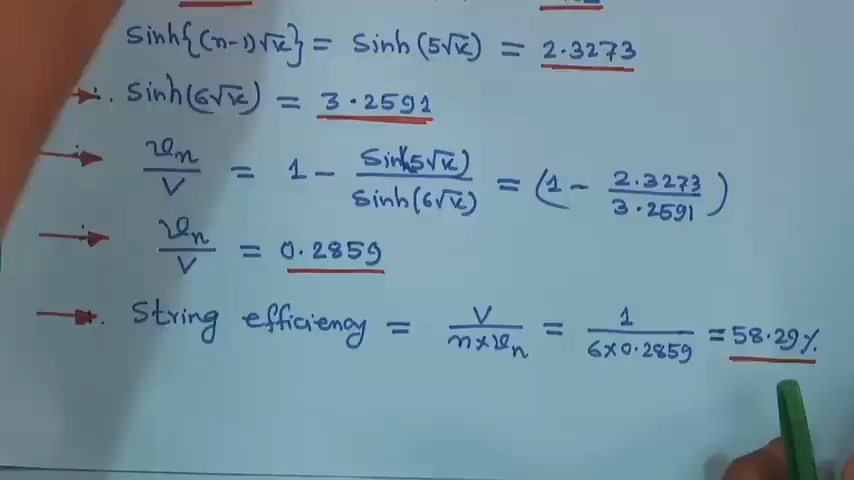 Sinh{(n-1)√k} = Sinh(5√k) = 2.3273
∴ Sinh(6√k) = 3.2591
𝓋n/V = 1 - Sinh(5√k)/Sinh(6√k) = (1 - 2.3273/3.2591)
∴ 𝓋n/V = 0.2859
∴ String efficiency = V/n×𝓋n = 1/6×0.2859 = 58.29%